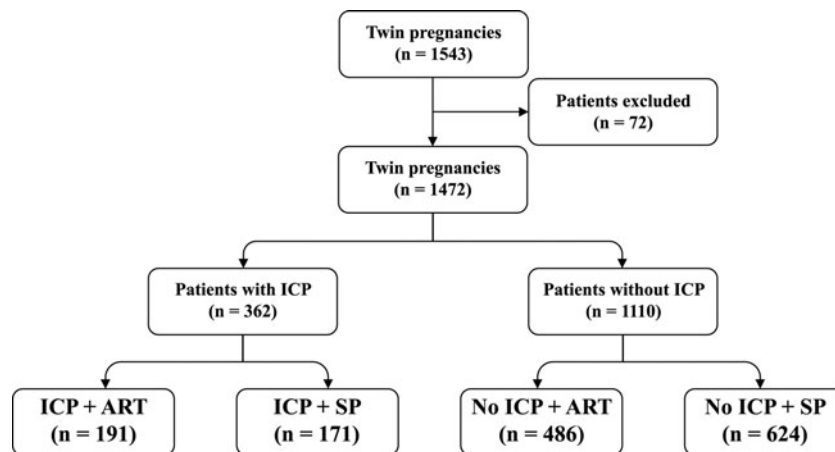 Twin pregnancies
(n = 1543)
Patients excluded
(n = 72)
Twin pregnancies
(n = 1472)
Patients with ICP
(n = 362)
Patients without ICP
(n = 1110)
ICP + ART
(n = 191)
ICP + SP
(n = 171)
No ICP + ART
(n = 486)
No ICP + SP
(n = 624)